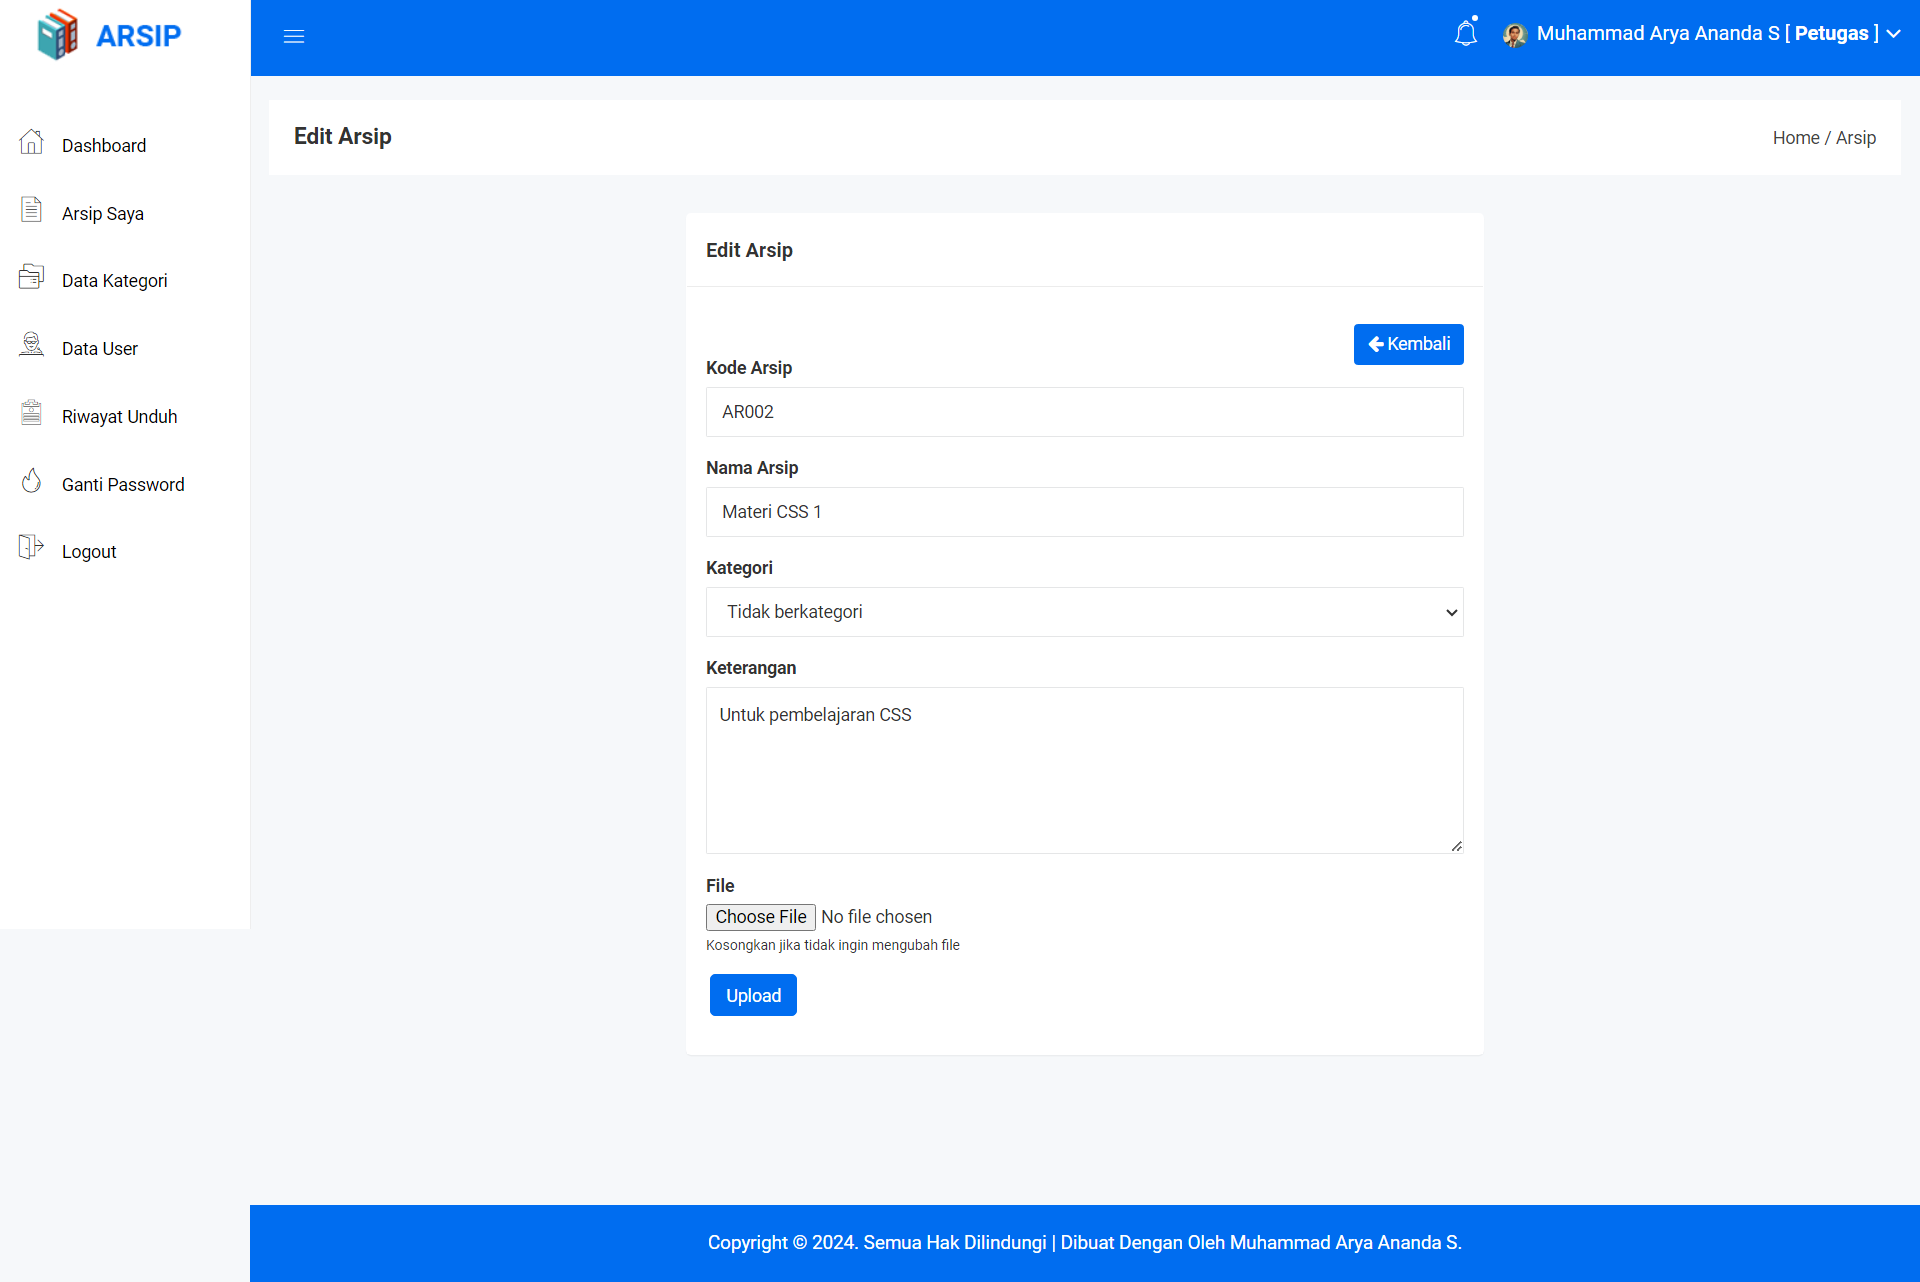 ARSIP
Muhammad Arya Ananda S [ Petugas ]
Dashboard
Arsip Saya
Data Kategori
Data User
Riwayat Unduh
Ganti Password
Logout
Edit Arsip
Home / Arsip
Edit Arsip
Kembali
Kode Arsip
AR002
Nama Arsip
Materi CSS 1
Kategori
Tidak berkategori
Keterangan
Untuk pembelajaran CSS
File
Choose File No file chosen
Kosongkan jika tidak ingin mengubah file
Upload
Copyright © 2024. Semua Hak Dilindungi | Dibuat Dengan Oleh Muhammad Arya Ananda S.